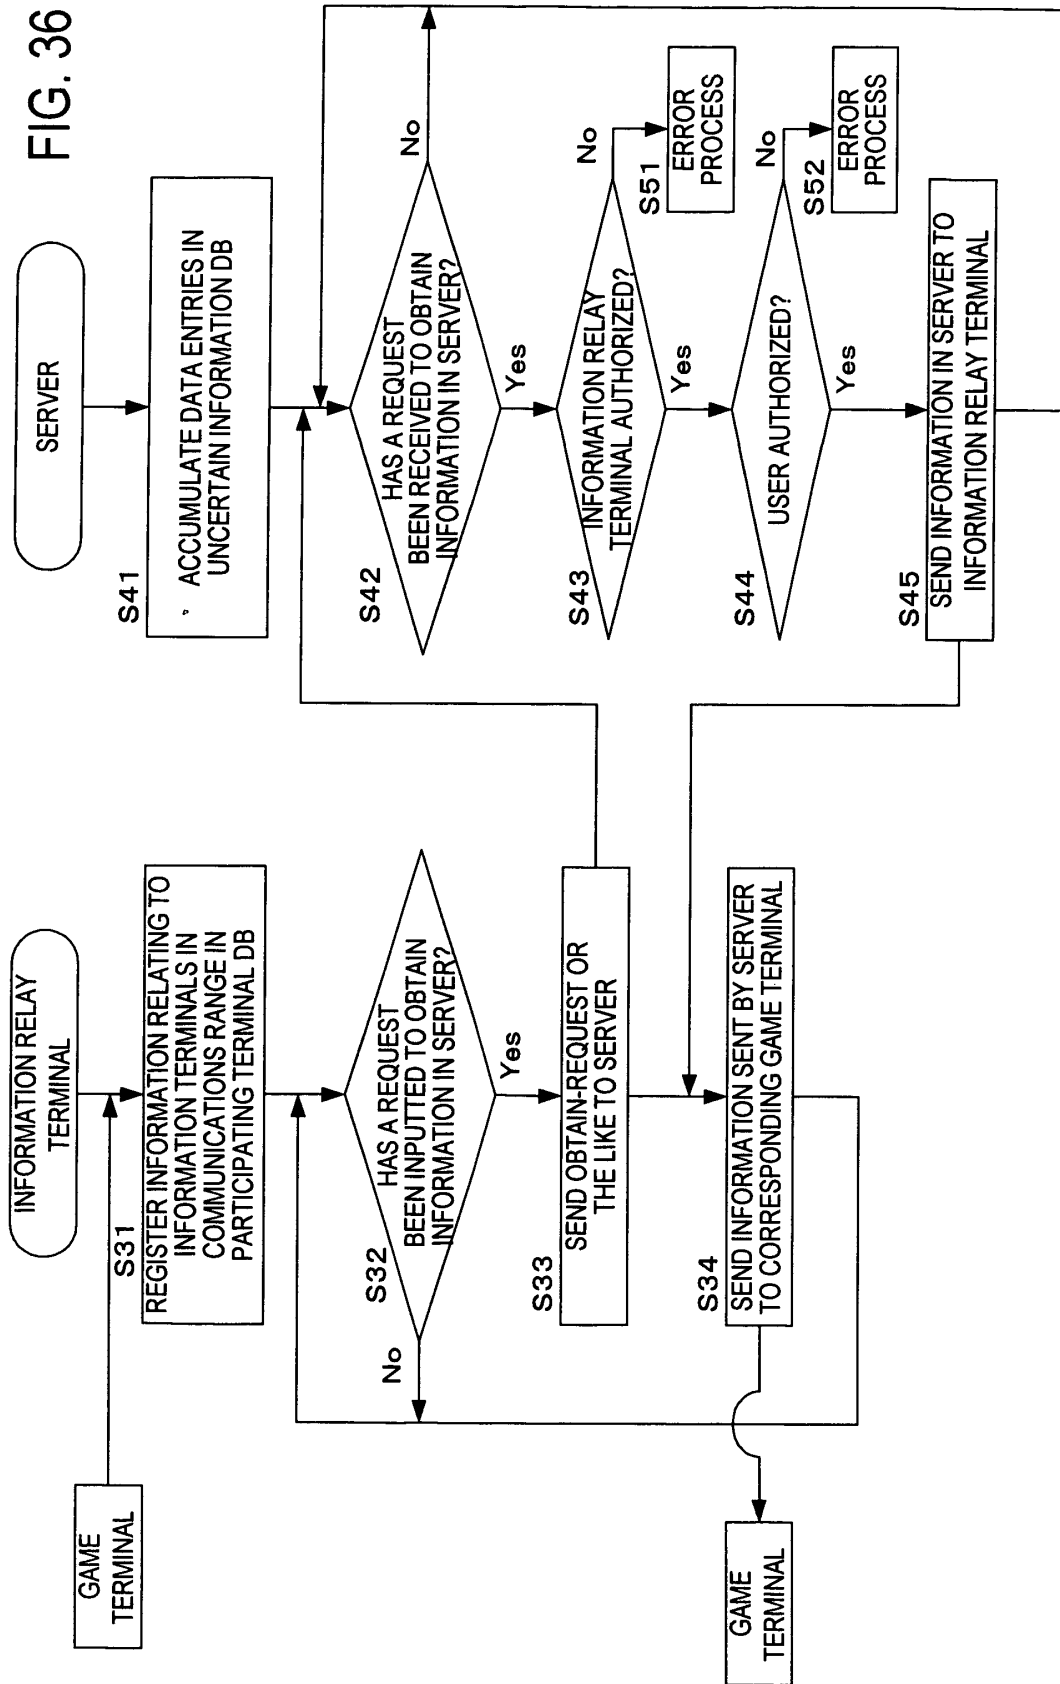 FIG. 36
GAME
TERMINAL
INFORMATION RELAY
TERMINAL
S31
REGISTER INFORMATION RELATING TO
INFORMATION TERMINALS IN
COMMUNICATIONS RANGE IN
PARTICIPATING TERMINAL DB
S32
HAS A REQUEST
BEEN INPUTTED TO OBTAIN
INFORMATION IN SERVER?
No
Yes
S33
SEND OBTAIN-REQUEST OR
THE LIKE TO SERVER
S34
SEND INFORMATION SENT BY SERVER
TO CORRESPONDING GAME TERMINAL
GAME
TERMINAL
SERVER
S41
ACCUMULATE DATA ENTRIES IN
UNCERTAIN INFORMATION DB
S42
HAS A REQUEST
BEEN RECEIVED TO OBTAIN
INFORMATION IN SERVER?
No
Yes
S43
INFORMATION RELAY
TERMINAL AUTHORIZED?
No
S51
ERROR
PROCESS
Yes
S44
USER AUTHORIZED?
No
S52
ERROR
PROCESS
Yes
S45
SEND INFORMATION IN SERVER TO
INFORMATION RELAY TERMINAL